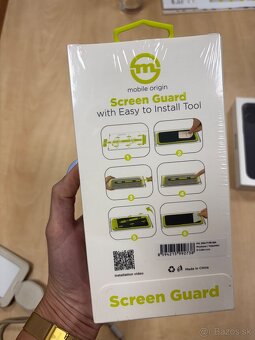 m
mobile origin
Screen Guard
with Easy to Install Tool
1
2
3
4
5
6
Installation video
Made in China
Screen Guard
© Bazos.sk